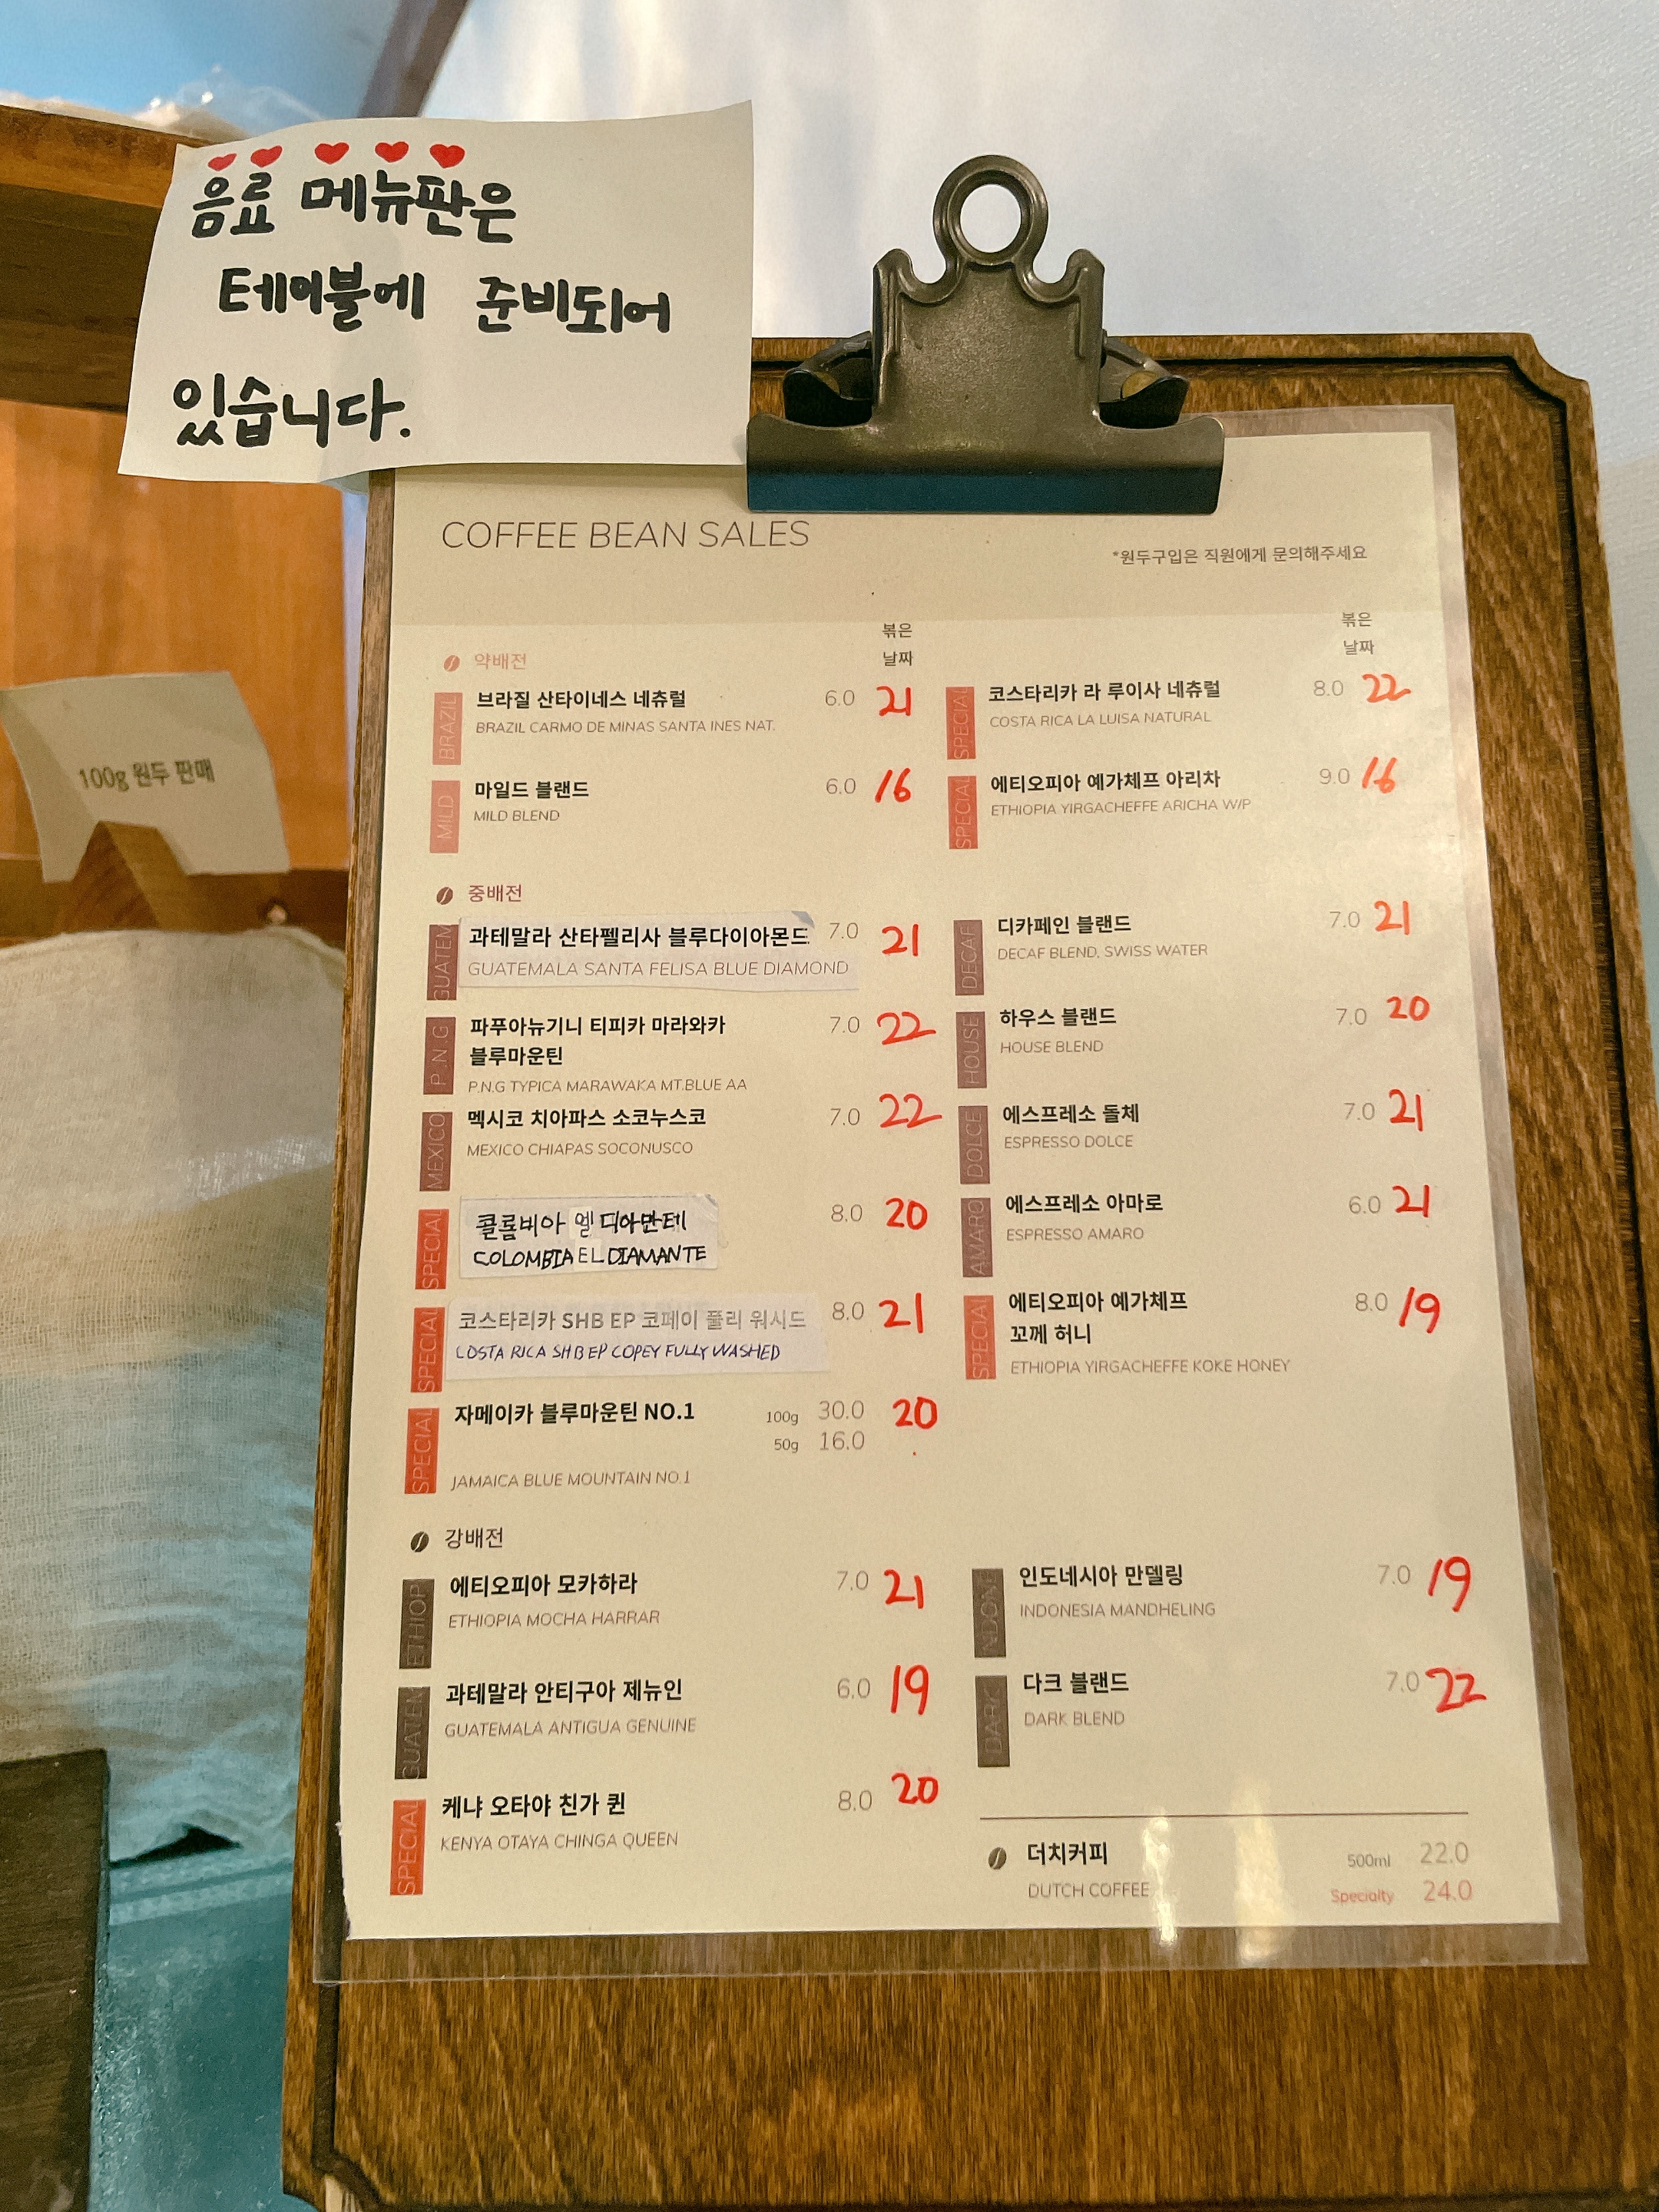 음료 메뉴판은
테이블에 준비되어
있습니다.
100g 원두 판매
COFFEE BEAN SALES
*원두구입은 직원에게 문의해주세요
약배전
볶은
날짜
BRAZIL
브라질 산타이네스 네츄럴 6.0 21
BRAZIL CARMO DE MINAS SANTA INES NAT.
MILD
마일드 블랜드 6.0 16
MILD BLEND
볶은
날짜
SPECIAL
코스타리카 라 루이사 네츄럴 8.0 22
COSTA RICA LA LUISA NATURAL
SPECIAL
에티오피아 예가체프 아리차 9.0 16
ETHIOPIA YIRGACHEFFE ARICHA W/P
중배전
GUATEM
과테말라 산타펠리사 블루다이아몬드 7.0 21
GUATEMALA SANTA FELISA BLUE DIAMOND
P.N.G
파푸아뉴기니 티피카 마라와카 7.0 22
블루마운틴
P.N.G TYPICA MARAWAKA MT.BLUE AA
MEXICO
멕시코 치아파스 소코누스코 7.0 22
MEXICO CHIAPAS SOCONUSCO
SPECIAL
콜롬비아 엘 디아만테 8.0 20
COLOMBIA EL DIAMANTE
SPECIAL
코스타리카 SHB EP 코페이 풀리 워시드 8.0 21
COSTA RICA SHB EP COPEY FULLY WASHED
SPECIAL
자메이카 블루마운틴 NO.1 100g 30.0 20
50g 16.0
JAMAICA BLUE MOUNTAIN NO.1
DECAF
디카페인 블랜드 7.0 21
DECAF BLEND, SWISS WATER
HOUSE
하우스 블랜드 7.0 20
HOUSE BLEND
DOLCE
에스프레소 돌체 7.0 21
ESPRESSO DOLCE
AMARO
에스프레소 아마로 6.0 21
ESPRESSO AMARO
SPECIAL
에티오피아 예가체프 8.0 19
꼬께 허니
ETHIOPIA YIRGACHEFFE KOKE HONEY
강배전
ETHIOP
에티오피아 모카하라 7.0 21
ETHIOPIA MOCHA HARRAR
GUATEM
과테말라 안티구아 제뉴인 6.0 19
GUATEMALA ANTIGUA GENUINE
SPECIAL
케냐 오타야 친가 퀸 8.0 20
KENYA OTAYA CHINGA QUEEN
INDONE
인도네시아 만델링 7.0 19
INDONESIA MANDHELING
DARK
다크 블랜드 7.0 22
DARK BLEND
더치커피 500ml 22.0
DUTCH COFFEE Specialty 24.0